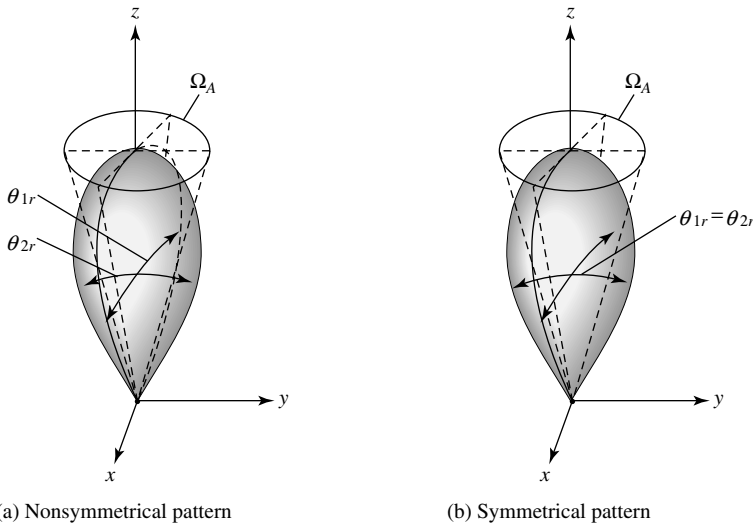 z
Ω_A
θ_1r
θ_2r
y
x
(a) Nonsymmetrical pattern
z
Ω_A
θ_1r = θ_2r
y
x
(b) Symmetrical pattern